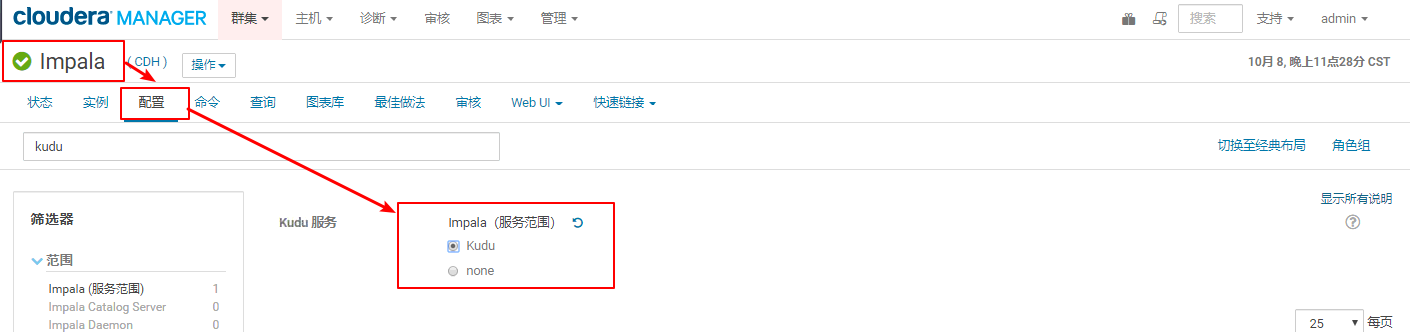 cloudera MANAGER 群集 主机 诊断 审核 图表 管理 搜索 支持 admin
Impala ( CDH ) 操作 10月 8, 晚上11点28分 CST
状态 实例 配置 命令 查询 图表库 最佳做法 审核 Web UI 快速链接
kudu 切换至经典布局 角色组
显示所有说明
筛选器 Kudu 服务 Impala（服务范围）
Kudu
范围
none
Impala (服务范围) 1
Impala Catalog Server 0
Impala Daemon 0
25 每页